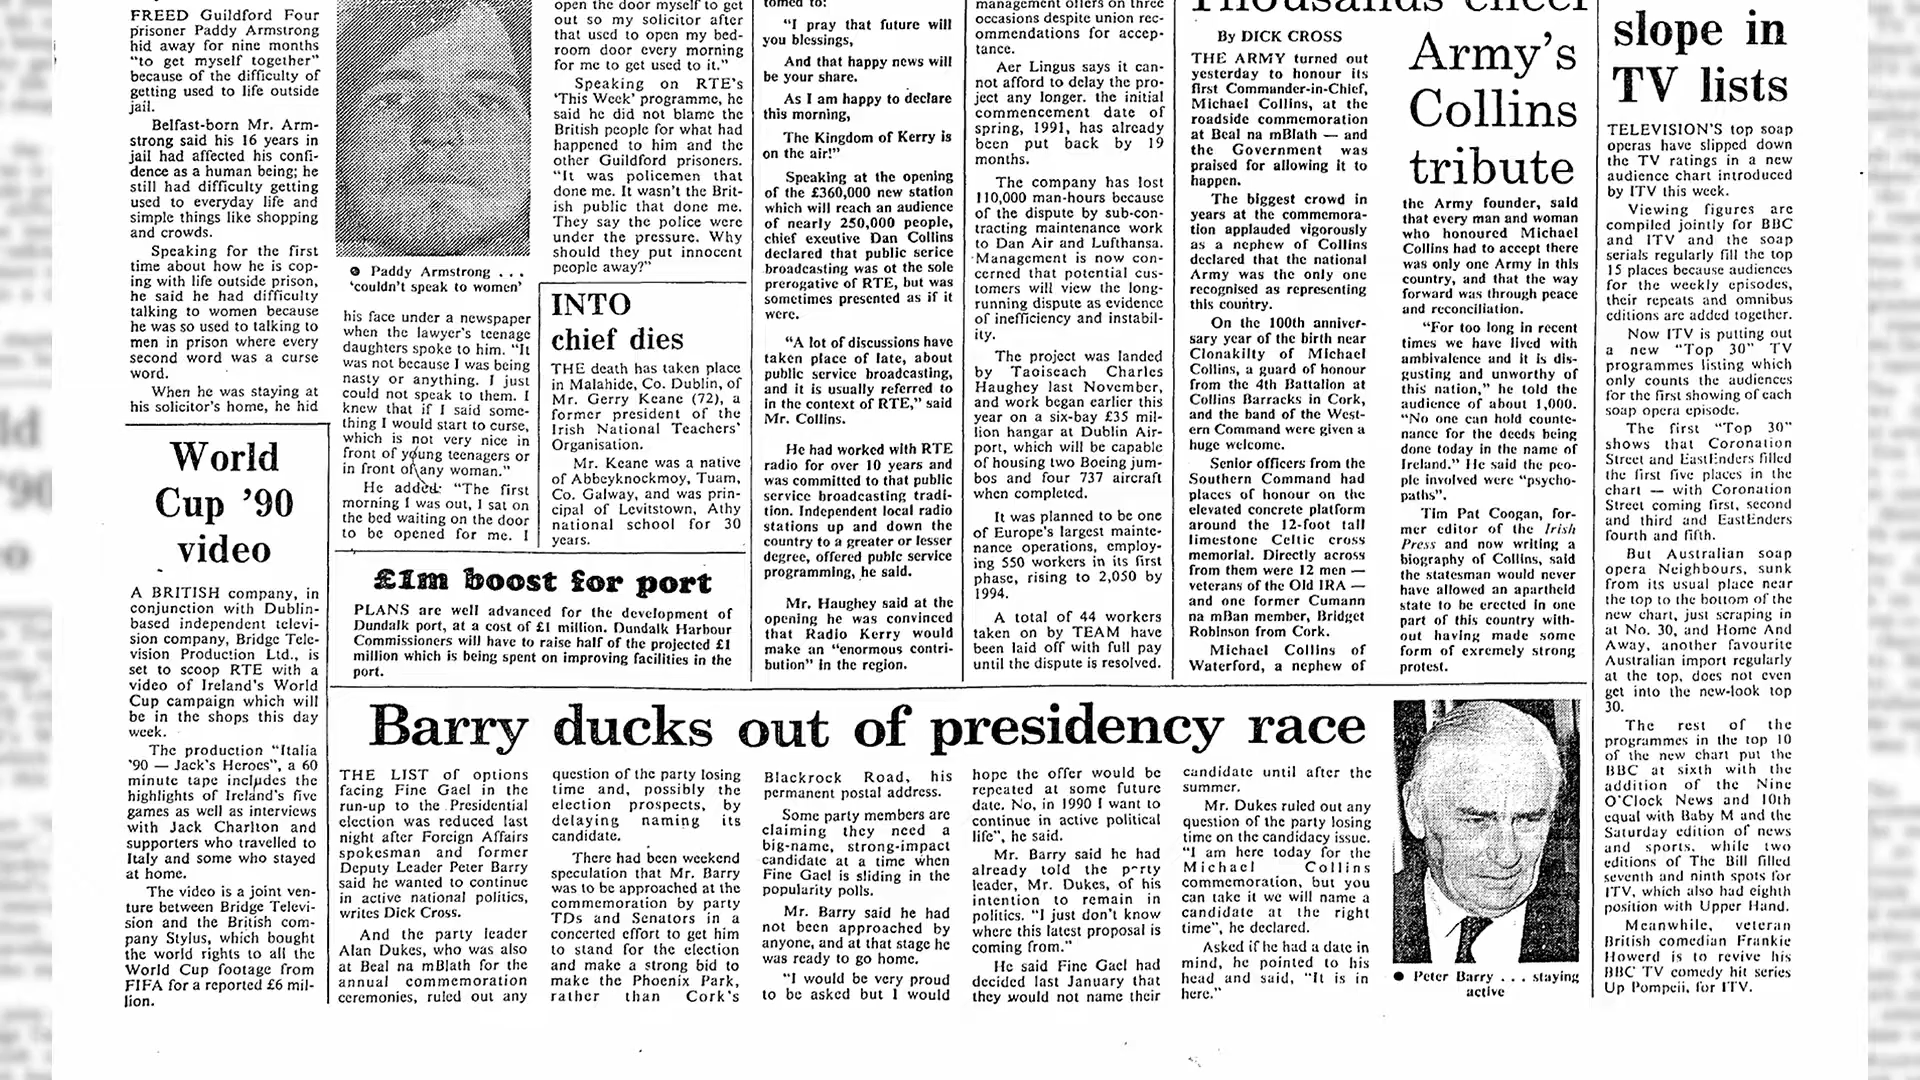 FREED Guildford Four
prisoner Paddy Armstrong
hid away for nine months
“to get myself together”
because of the difficulty of
getting used to life outside
jail.
Belfast-born Mr. Arm-
strong said his 16 years in
jail had affected his confi-
dence as a human being; he
still had difficulty getting
used to everyday life and
simple things like shopping
and crowds.
Speaking for the first
time about how he is cop-
ing with life outside prison,
he said he had difficulty
talking to women because
he was so used to talking to
men in prison where every
second word was a curse
word.
When he was staying at
his solicitor's home, he hid
● Paddy Armstrong . . .
‘couldn’t speak to women’
his face under a newspaper
when the lawyer's teenage
daughters spoke to him. “It
was not because I was being
nasty or anything. I just
could not speak to them. I
knew that if I said some-
thing I would start to curse,
which is not very nice in
front of young teenagers or
in front of any woman.”
He added: “The first
morning I was out, I sat on
the bed waiting on the door
to be opened for me. I
open the door myself to get
out so my solicitor after
that used to open my bed-
room door every morning
for me to get used to it.”
Speaking on RTE's
‘This Week’ programme, he
said he did not blame the
British people for what had
happened to him and the
other Guildford prisoners.
“It was policemen that
done me. It wasn't the Brit-
ish public that done me.
They say the police were
under the pressure. Why
should they put innocent
people away?”
INTO
chief dies
THE death has taken place
in Malahide, Co. Dublin, of
Mr. Gerry Keane (72), a
former president of the
Irish National Teachers'
Organisation.
Mr. Keane was a native
of Abbeyknockmoy, Tuam,
Co. Galway, and was prin-
cipal of Levitstown, Athy
national school for 30
years.
World
Cup ’90
video
A BRITISH company, in
conjunction with Dublin-
based independent televi-
sion company, Bridge Tele-
vision Production Ltd., is
set to scoop RTE with a
video of Ireland's World
Cup campaign which will
be in the shops this day
week.
The production “Italia
’90 — Jack's Heroes”, a 60
minute tape includes the
highlights of Ireland's five
games as well as interviews
with Jack Charlton and
supporters who travelled to
Italy and some who stayed
at home.
The video is a joint ven-
ture between Bridge Televi-
sion and the British com-
pany Stylus, which bought
the world rights to all the
World Cup footage from
FIFA for a reported £6 mil-
lion.
£1m boost for port
PLANS are well advanced for the development of
Dundalk port, at a cost of £1 million. Dundalk Harbour
Commissioners will have to raise half of the projected £1
million which is being spent on improving facilities in the
port.
tomed to:
“I pray that future will
you blessings,
And that happy news will
be your share.
As I am happy to declare
this morning,
The Kingdom of Kerry is
on the air!”
Speaking at the opening
of the £360,000 new station
which will reach an audience
of nearly 250,000 people,
chief exeutive Dan Collins
declared that public serice
broadcasting was ot the sole
prerogative of RTE, but was
sometimes presented as if it
were.
“A lot of discussions have
taken place of late, about
public service broadcasting,
and it is usually referred to
in the context of RTE,” said
Mr. Collins.
He had worked with RTE
radio for over 10 years and
was committed to that public
service broadcasting tradi-
tion. Independent local radio
stations up and down the
country to a greater or lesser
degree, offered publc service
programming, he said.
Mr. Haughey said at the
opening he was convinced
that Radio Kerry would
make an “enormous contri-
bution” in the region.
management offers on three
occasions despite union rec-
ommendations for accep-
tance.
Aer Lingus says it can-
not afford to delay the pro-
ject any longer. the initial
commencement date of
spring, 1991, has already
been put back by 19
months.
The company has lost
110,000 man-hours because
of the dispute by sub-con-
tracting maintenance work
to Dan Air and Lufthansa.
Management is now con-
cerned that potential cus-
tomers will view the long-
running dispute as evidence
of inefficiency and instabil-
ity.
The project was landed
by Taoiseach Charles
Haughey last November,
and work began earlier this
year on a six-bay £35 mil-
lion hangar at Dublin Air-
port, which will be capable
of housing two Boeing jum-
bos and four 737 aircraft
when completed.
It was planned to be one
of Europe's largest mainte-
nance operations, employ-
ing 550 workers in its first
phase, rising to 2,050 by
1994.
A total of 44 workers
taken on by TEAM have
been laid off with full pay
until the dispute is resolved.
Thousands cheer
Army’s
Collins
tribute
By DICK CROSS
THE ARMY turned out
yesterday to honour its
first Commander-in-Chief,
Michael Collins, at the
roadside commemoration
at Beal na mBlath — and
the Government was
praised for allowing it to
happen.
The biggest crowd in
years at the commemora-
tion applauded vigorously
as a nephew of Collins
declared that the national
Army was the only one
recognised as representing
this country.
On the 100th anniver-
sary year of the birth near
Clonakilty of Michael
Collins, a guard of honour
from the 4th Battalion at
Collins Barracks in Cork,
and the band of the West-
ern Command were given a
huge welcome.
Senior officers from the
Southern Command had
places of honour on the
elevated concrete platform
around the 12-foot tall
limestone Celtic cross
memorial. Directly across
from them were 12 men —
veterans of the Old IRA —
and one former Cumann
na mBan member, Bridget
Robinson from Cork.
Michael Collins of
Waterford, a nephew of
the Army founder, said
that every man and woman
who honoured Michael
Collins had to accept there
was only one Army in this
country, and that the way
forward was through peace
and reconciliation.
“For too long in recent
times we have lived with
ambivalence and it is dis-
gusting and unworthy of
this nation,” he told the
audience of about 1,000.
“No one can hold counte-
nance for the deeds being
done today in the name of
Ireland.” He said the peo-
ple involved were “psycho-
paths”.
Tim Pat Coogan, for-
mer editor of the Irish
Press and now writing a
biography of Collins, said
the statesman would never
have allowed an apartheid
state to be erected in one
part of this country with-
out having made some
form of exremely strong
protest.
slope in
TV lists
TELEVISION'S top soap
operas have slipped down
the TV ratings in a new
audience chart introduced
by ITV this week.
Viewing figures are
compiled jointly for BBC
and ITV and the soap
serials regularly fill the top
15 places because audiences
for the weekly episodes,
their repeats and omnibus
editions are added together.
Now ITV is putting out
a new “Top 30” TV
programmes listing which
only counts the audiences
for the first showing of each
soap opera episode.
The first “Top 30”
shows that Coronation
Street and EastEnders filled
the first five places in the
chart — with Coronation
Street coming first, second
and third and EastEnders
fourth and fifth.
But Australian soap
opera Neighbours, sunk
from its usual place near
the top to the bottom of the
new chart, just scraping in
at No. 30, and Home And
Away, another favourite
Australian import regularly
at the top, does not even
get into the new-look top
30.
The rest of the
programmes in the top 10
of the new chart put the
BBC at sixth with the
addition of the Nine
O'Clock News and 10th
equal with Baby M and the
Saturday edition of news
and sports, while two
editions of The Bill filled
seventh and ninth spots for
ITV, which also had eighth
position with Upper Hand.
Meanwhile, veteran
British comedian Frankie
Howerd is to revive his
BBC TV comedy hit series
Up Pompeii, for ITV.
Barry ducks out of presidency race
THE LIST of options
facing Fine Gael in the
run-up to the Presidential
election was reduced last
night after Foreign Affairs
spokesman and former
Deputy Leader Peter Barry
said he wanted to continue
in active national politics,
writes Dick Cross.
And the party leader
Alan Dukes, who was also
at Beal na mBlath for the
annual commemoration
ceremonies, ruled out any
question of the party losing
time and, possibly the
election prospects, by
delaying naming its
candidate.
There had been weekend
speculation that Mr. Barry
was to be approached at the
commemoration by party
TDs and Senators in a
concerted effort to get him
to stand for the election
and make a strong bid to
make the Phoenix Park,
rather than Cork's
Blackrock Road, his
permanent postal address.
Some party members are
claiming they need a
big-name, strong-impact
candidate at a time when
Fine Gael is sliding in the
popularity polls.
Mr. Barry said he had
not been approached by
anyone, and at that stage he
was ready to go home.
“I would be very proud
to be asked but I would
hope the offer would be
repeated at some future
date. No, in 1990 I want to
continue in active political
life”, he said.
Mr. Barry said he had
already told the p rty
leader, Mr. Dukes, of his
intention to remain in
politics. “I just don't know
where this latest proposal is
coming from.”
He said Fine Gael had
decided last January that
they would not name their
candidate until after the
summer.
Mr. Dukes ruled out any
question of the party losing
time on the candidacy issue.
“I am here today for the
Michael Collins
commemoration, but you
can take it we will name a
candidate at the right
time”, he declared.
Asked if he had a date in
mind, he pointed to his
head and said, “It is in
here.”
● Peter Barry . . . staying
active